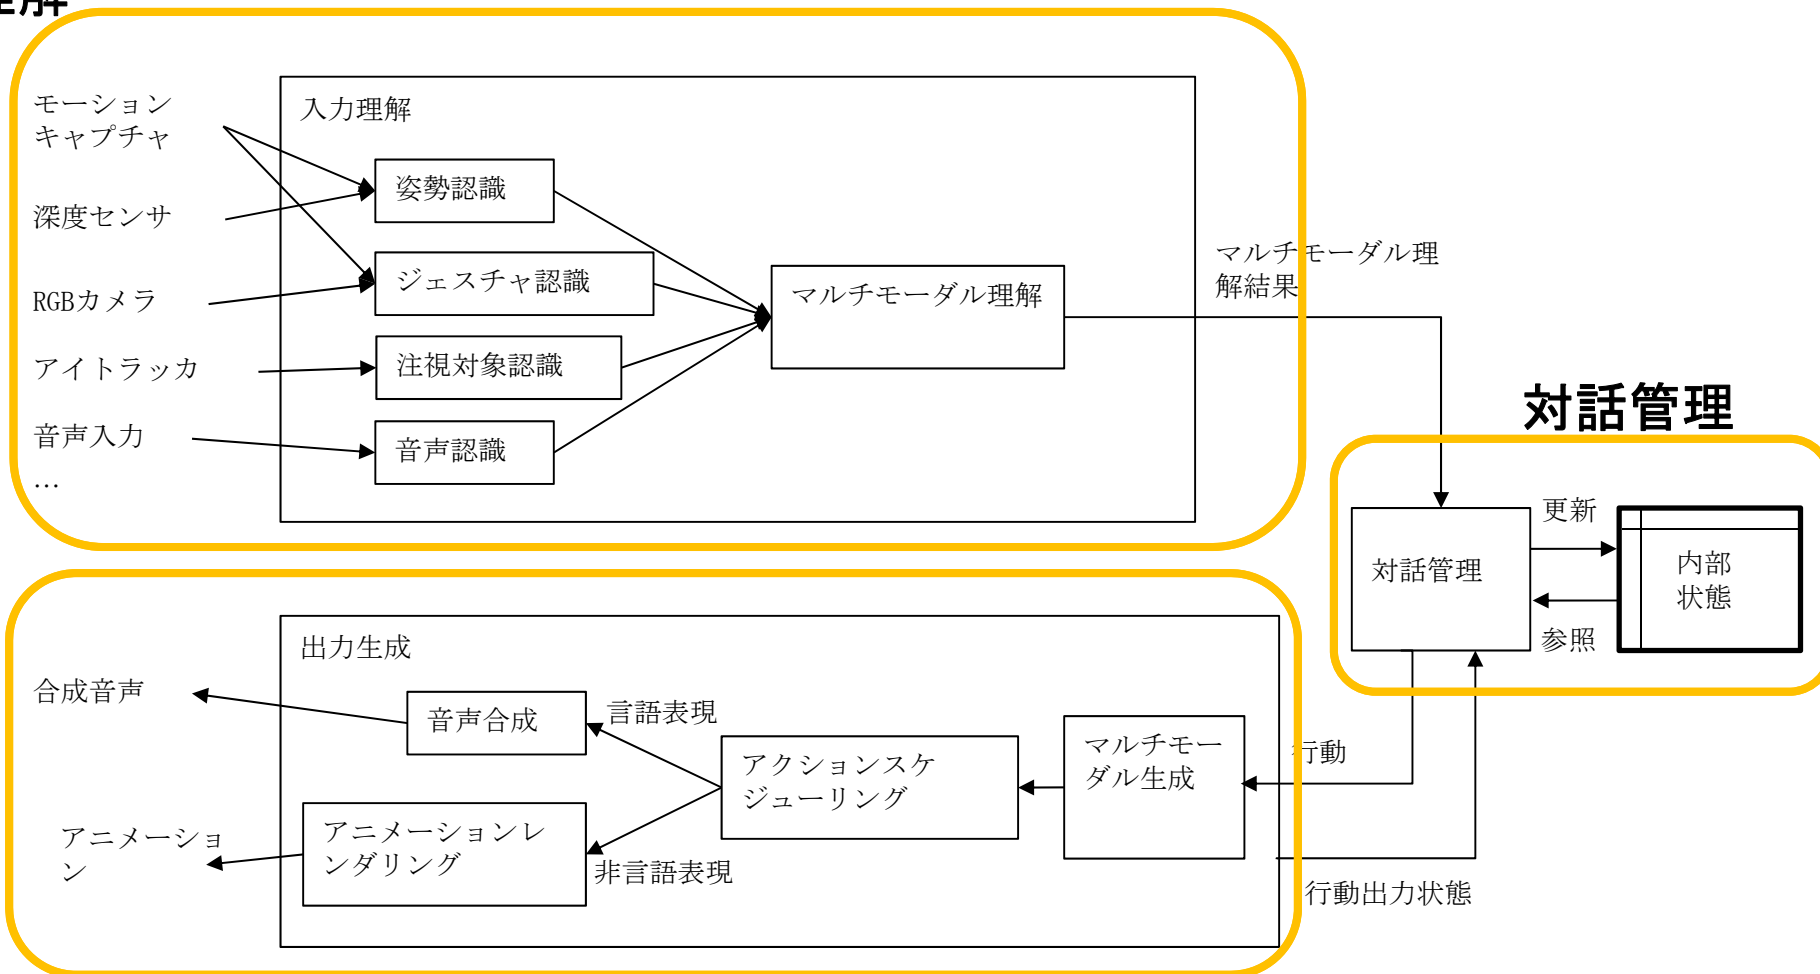 モーション
キャプチャ
深度センサ
RGBカメラ
アイトラッカ
音声入力
…
入力理解
姿勢認識
ジェスチャ認識
注視対象認識
音声認識
マルチモーダル理解
マルチモーダル理
解結果
対話管理
対話管理
更新
参照
内部
状態
出力生成
合成音声
アニメーショ
ン
音声合成
アニメーションレ
ンダリング
言語表現
非言語表現
アクションスケ
ジューリング
マルチモー
ダル生成
行動
行動出力状態